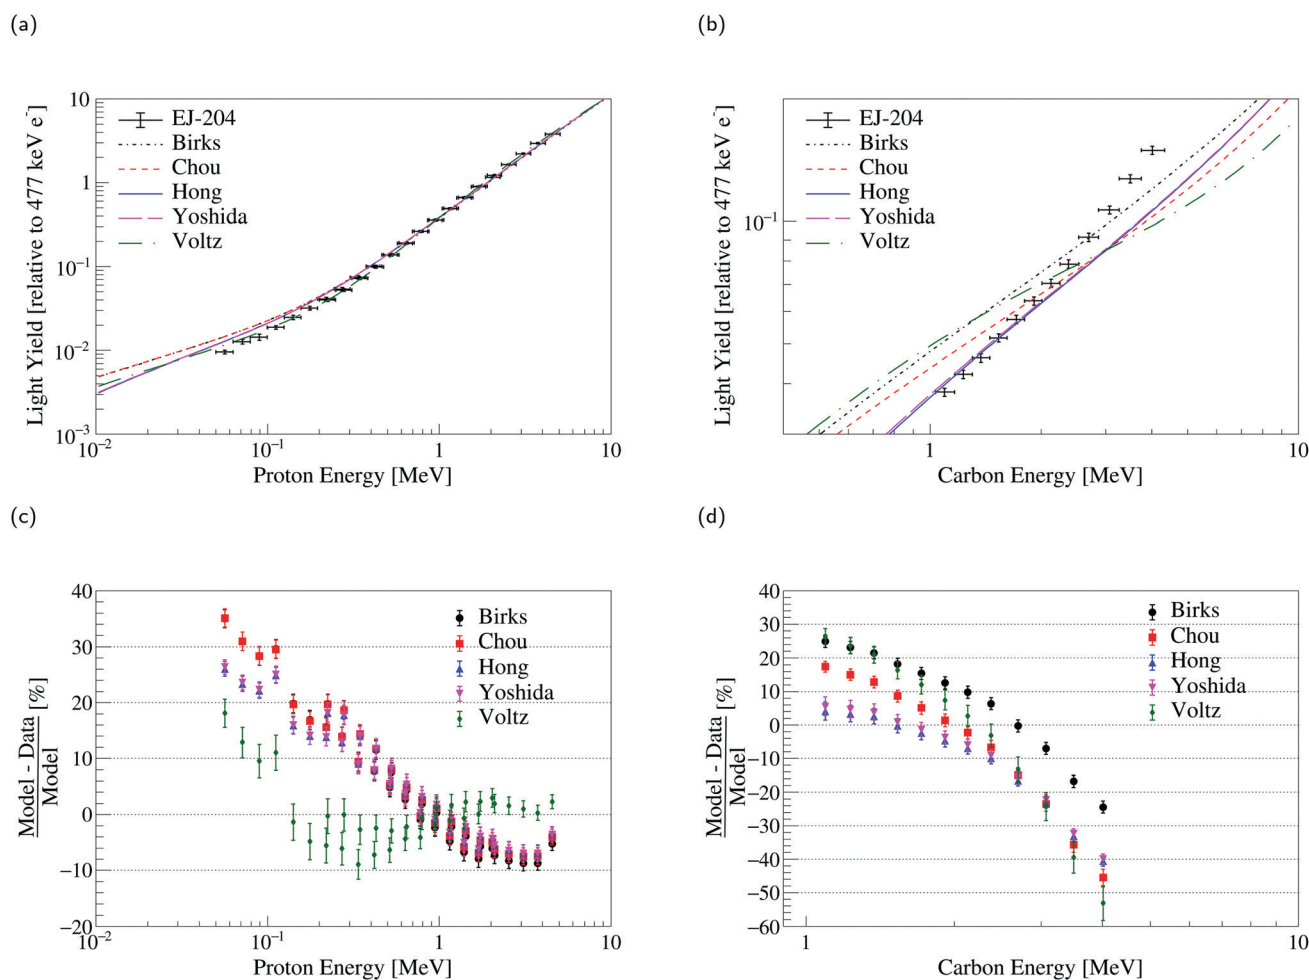 (a)
Light Yield [relative to 477 keV e-]
10
1
10-1
10-2
10-3
EJ-204
Birks
Chou
Hong
Yoshida
Voltz
10-2 10-1 1 10
Proton Energy [MeV]
(b)
Light Yield [relative to 477 keV e-]
10-1
EJ-204
Birks
Chou
Hong
Yoshida
Voltz
1 10
Carbon Energy [MeV]
(c)
Model - Data
Model
[%]
40
30
20
10
0
−10
−20
Birks
Chou
Hong
Yoshida
Voltz
10-2 10-1 1 10
Proton Energy [MeV]
(d)
Model - Data
Model
[%]
40
30
20
10
0
−10
−20
−30
−40
−50
−60
Birks
Chou
Hong
Yoshida
Voltz
1 10
Carbon Energy [MeV]